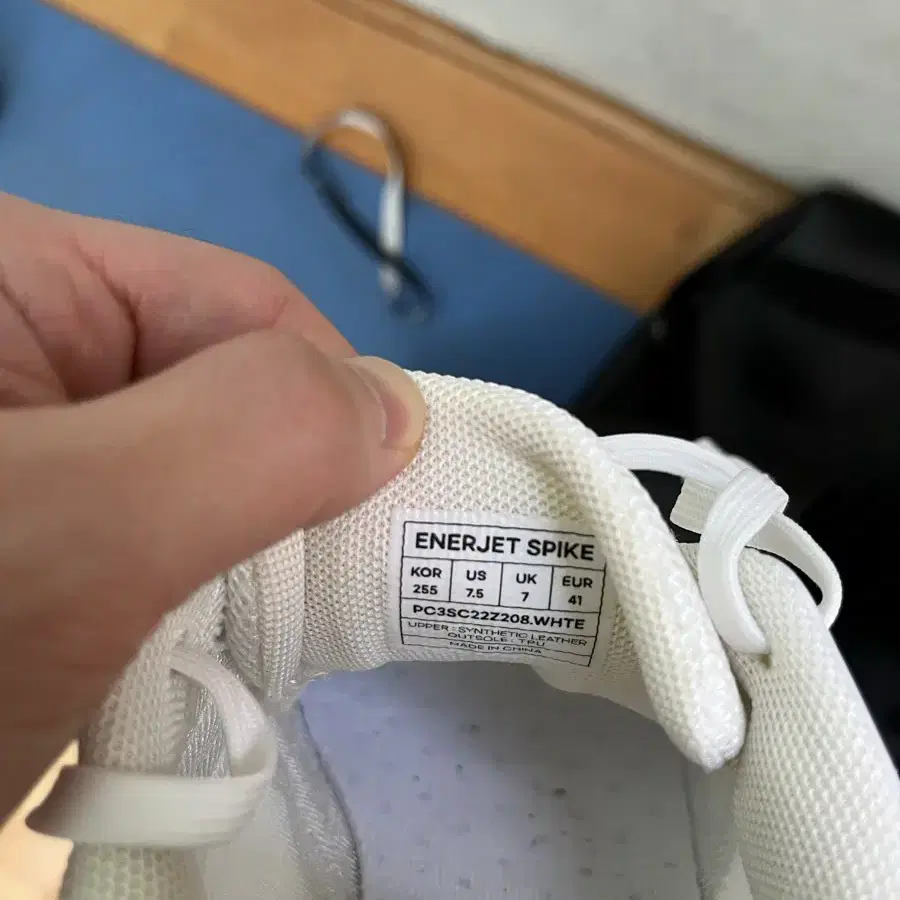 ENERJET SPIKE
KOR US UK EUR
255 7.5 7 41
PC3SC22Z208.WHTE
UPPER : SYNTHETIC LEATHER
OUTSOLE : TPU
MADE IN CHINA